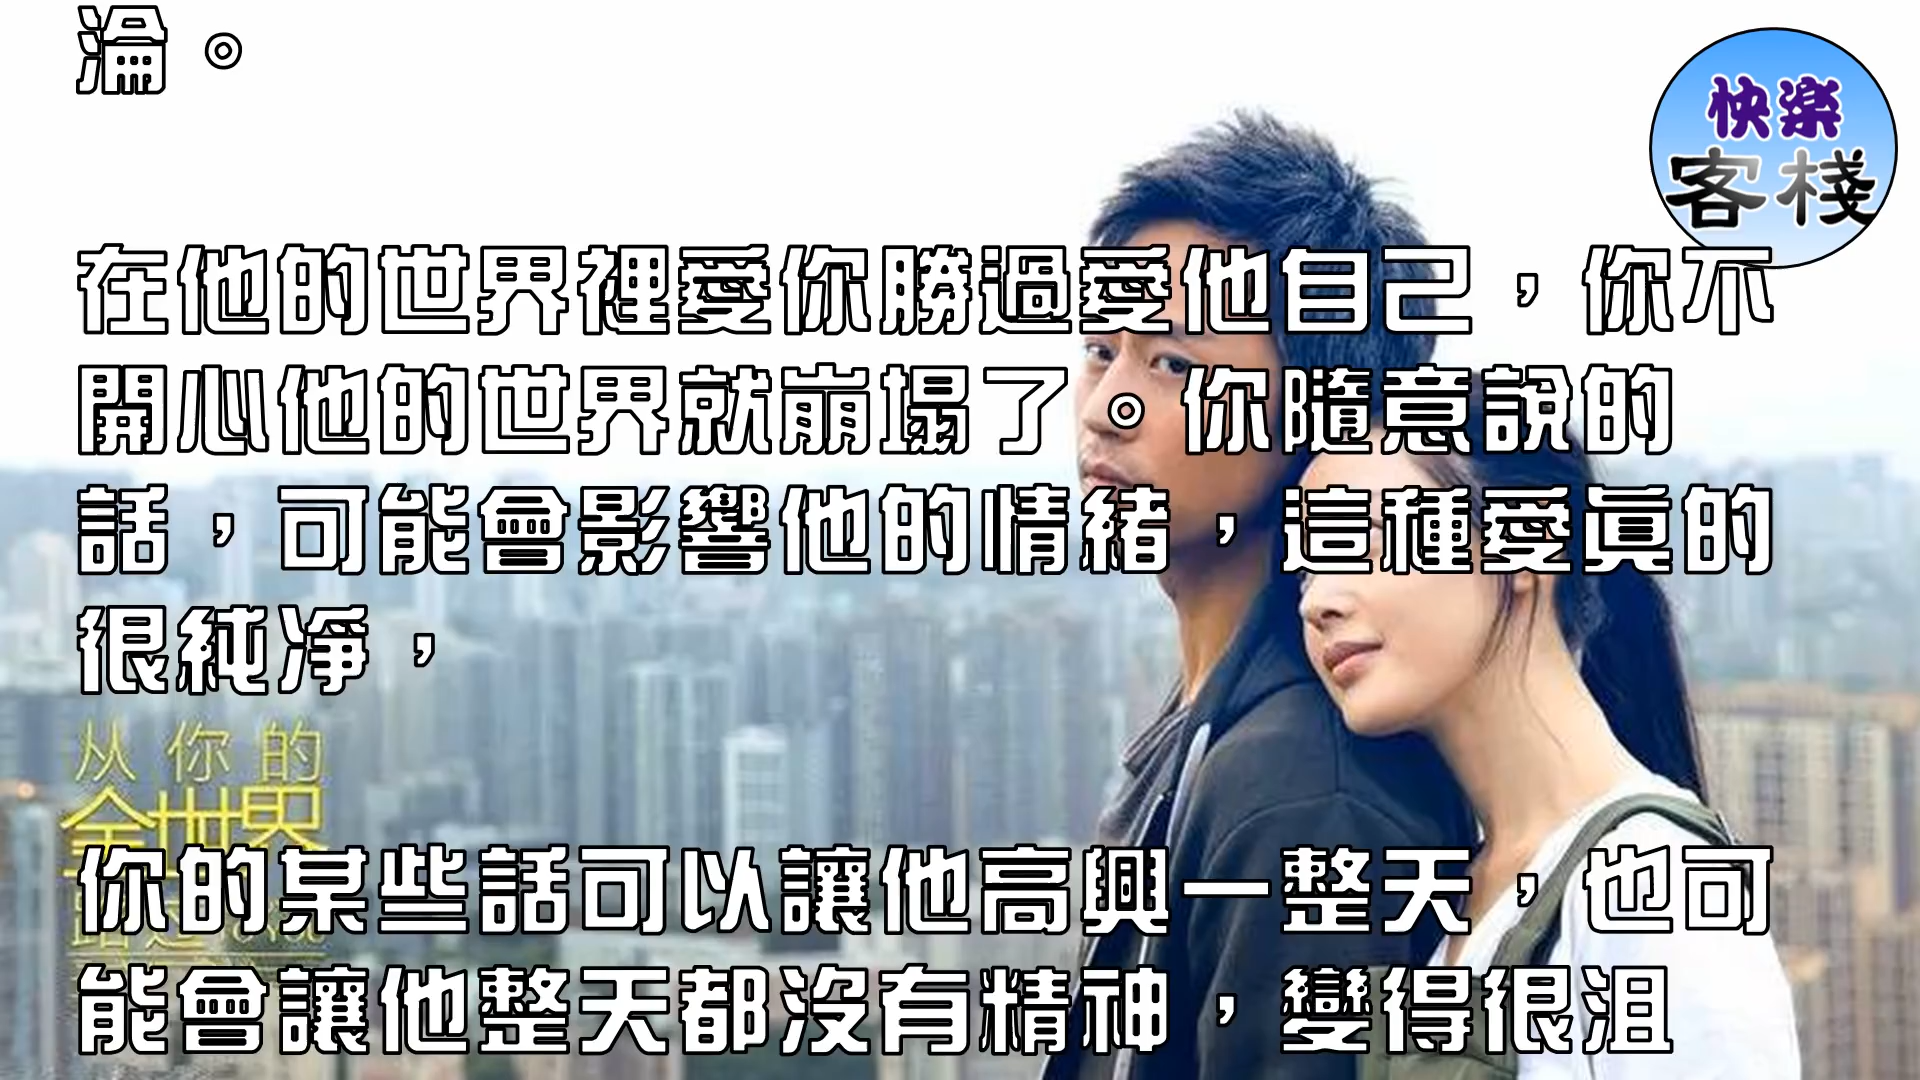 淪。
快樂
客棧
在他的世界裡愛你勝過愛他自己，你不
開心他的世界就崩塌了。你隨意說的
話，可能會影響他的情緒，這種愛真的
很純凈，
从你的
全世界
你的某些話可以讓他高興一整天，也可
能會讓他整天都沒有精神，變得很沮